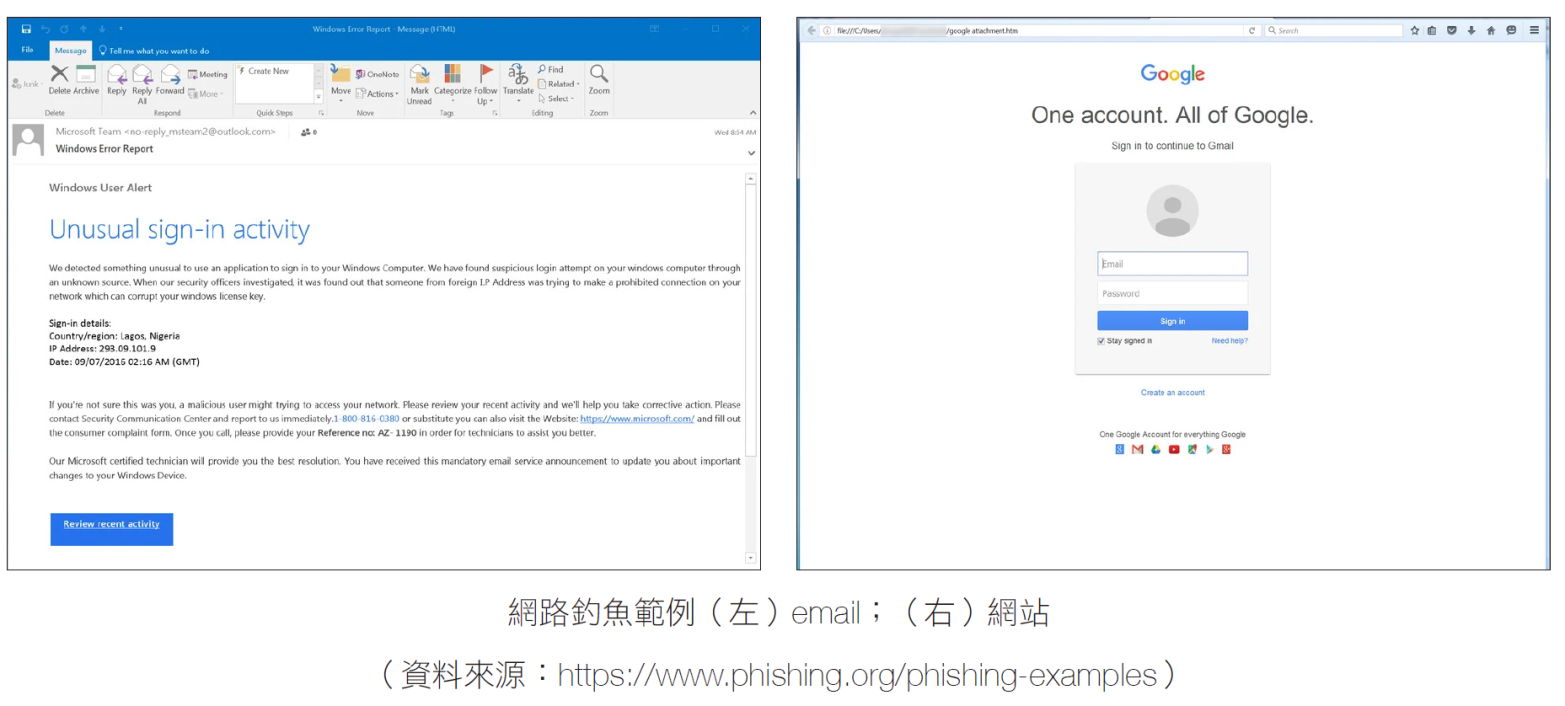 Windows Error Report - Message (HTML)
File
Message
Tell me what you want to do
Junk
Delete
Archive
Reply
Reply All
Forward
Meeting
More
Create New
Move
OneNote
Actions
Mark Unread
Categorize
Follow Up
Translate
Find
Related
Select
Zoom
Delete
Respond
Quick Steps
Move
Tags
Editing
Zoom
Microsoft Team <no-reply_msteam2@outlook.com>
0
Wed 8:54 AM
Windows Error Report
Windows User Alert
Unusual sign-in activity
We detected something unusual to use an application to sign in to your Windows Computer. We have found suspicious login attempt on your windows computer through
an unknown source. When our security officers investigated, it was found out that someone from foreign I.P Address was trying to make a prohibited connection on your
network which can corrupt your windows license key.
Sign-in details:
Country/region: Lagos, Nigeria
IP Address: 293.09.101.9
Date: 09/07/2016 02:16 AM (GMT)
If you're not sure this was you, a malicious user might trying to access your network. Please review your recent activity and we'll help you take corrective action. Please
contact Security Communication Center and report to us immediately.1-800-816-0380 or substitute you can also visit the Website: https://www.microsoft.com/ and fill out
the consumer complaint form. Once you call, please provide your Reference no: AZ- 1190 in order for technicians to assist you better.
Our Microsoft certified technician will provide you the best resolution. You have received this mandatory email service announcement to update you about important
changes to your Windows Device.
Review recent activity
file:///C:/Users/
/google attachment.htm
Search
Google
One account. All of Google.
Sign in to continue to Gmail
Email
Password
Sign in
Stay signed in
Need help?
Create an account
One Google Account for everything Google
網路釣魚範例（左）email；（右）網站
（資料來源：https://www.phishing.org/phishing-examples）